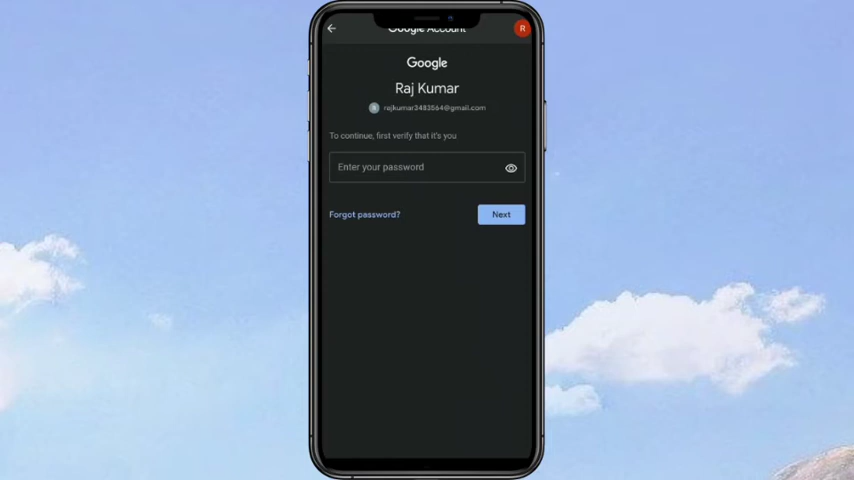 Google Account
R
Google
Raj Kumar
R rajkumar3483564@gmail.com
To continue, first verify that it's you
Enter your password
Forgot password?
Next